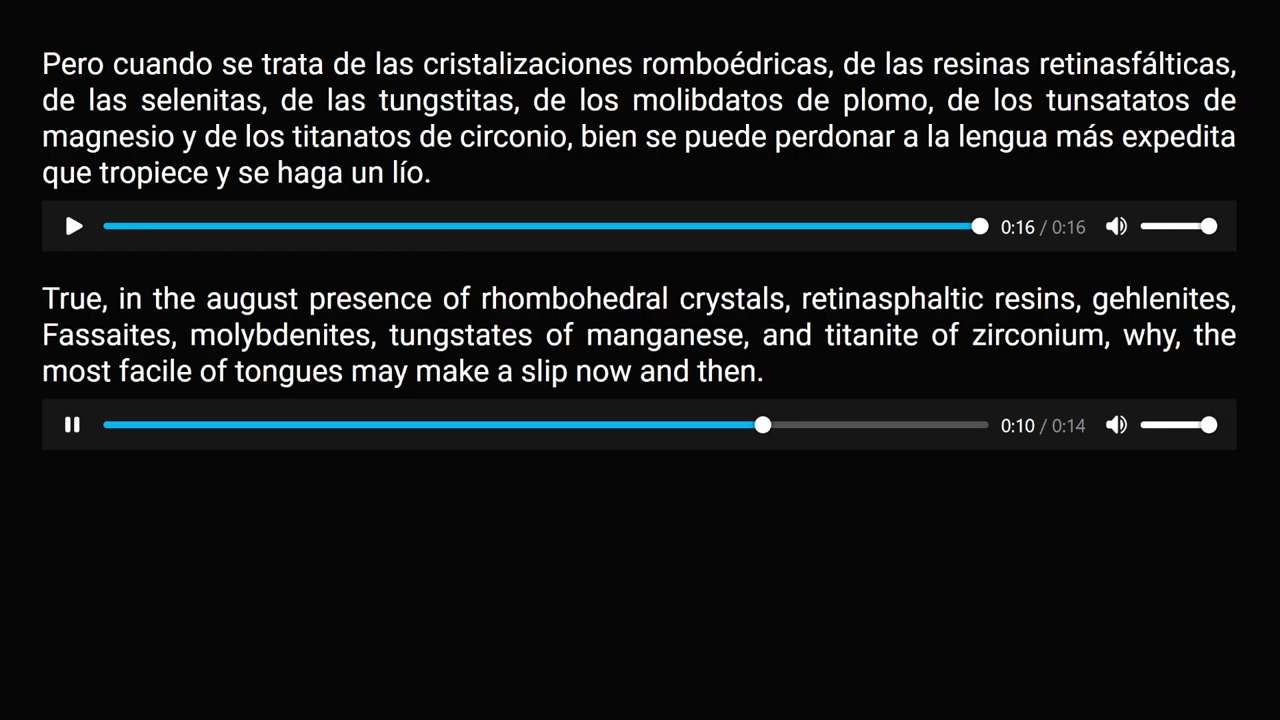 Pero cuando se trata de las cristalizaciones romboédricas, de las resinas retinasfálticas,
de las selenitas, de las tungstitas, de los molibdatos de plomo, de los tunsatatos de
magnesio y de los titanatos de circonio, bien se puede perdonar a la lengua más expedita
que tropiece y se haga un lío.
0:16 / 0:16
True, in the august presence of rhombohedral crystals, retinasphaltic resins, gehlenites,
Fassaites, molybdenites, tungstates of manganese, and titanite of zirconium, why, the
most facile of tongues may make a slip now and then.
0:10 / 0:14